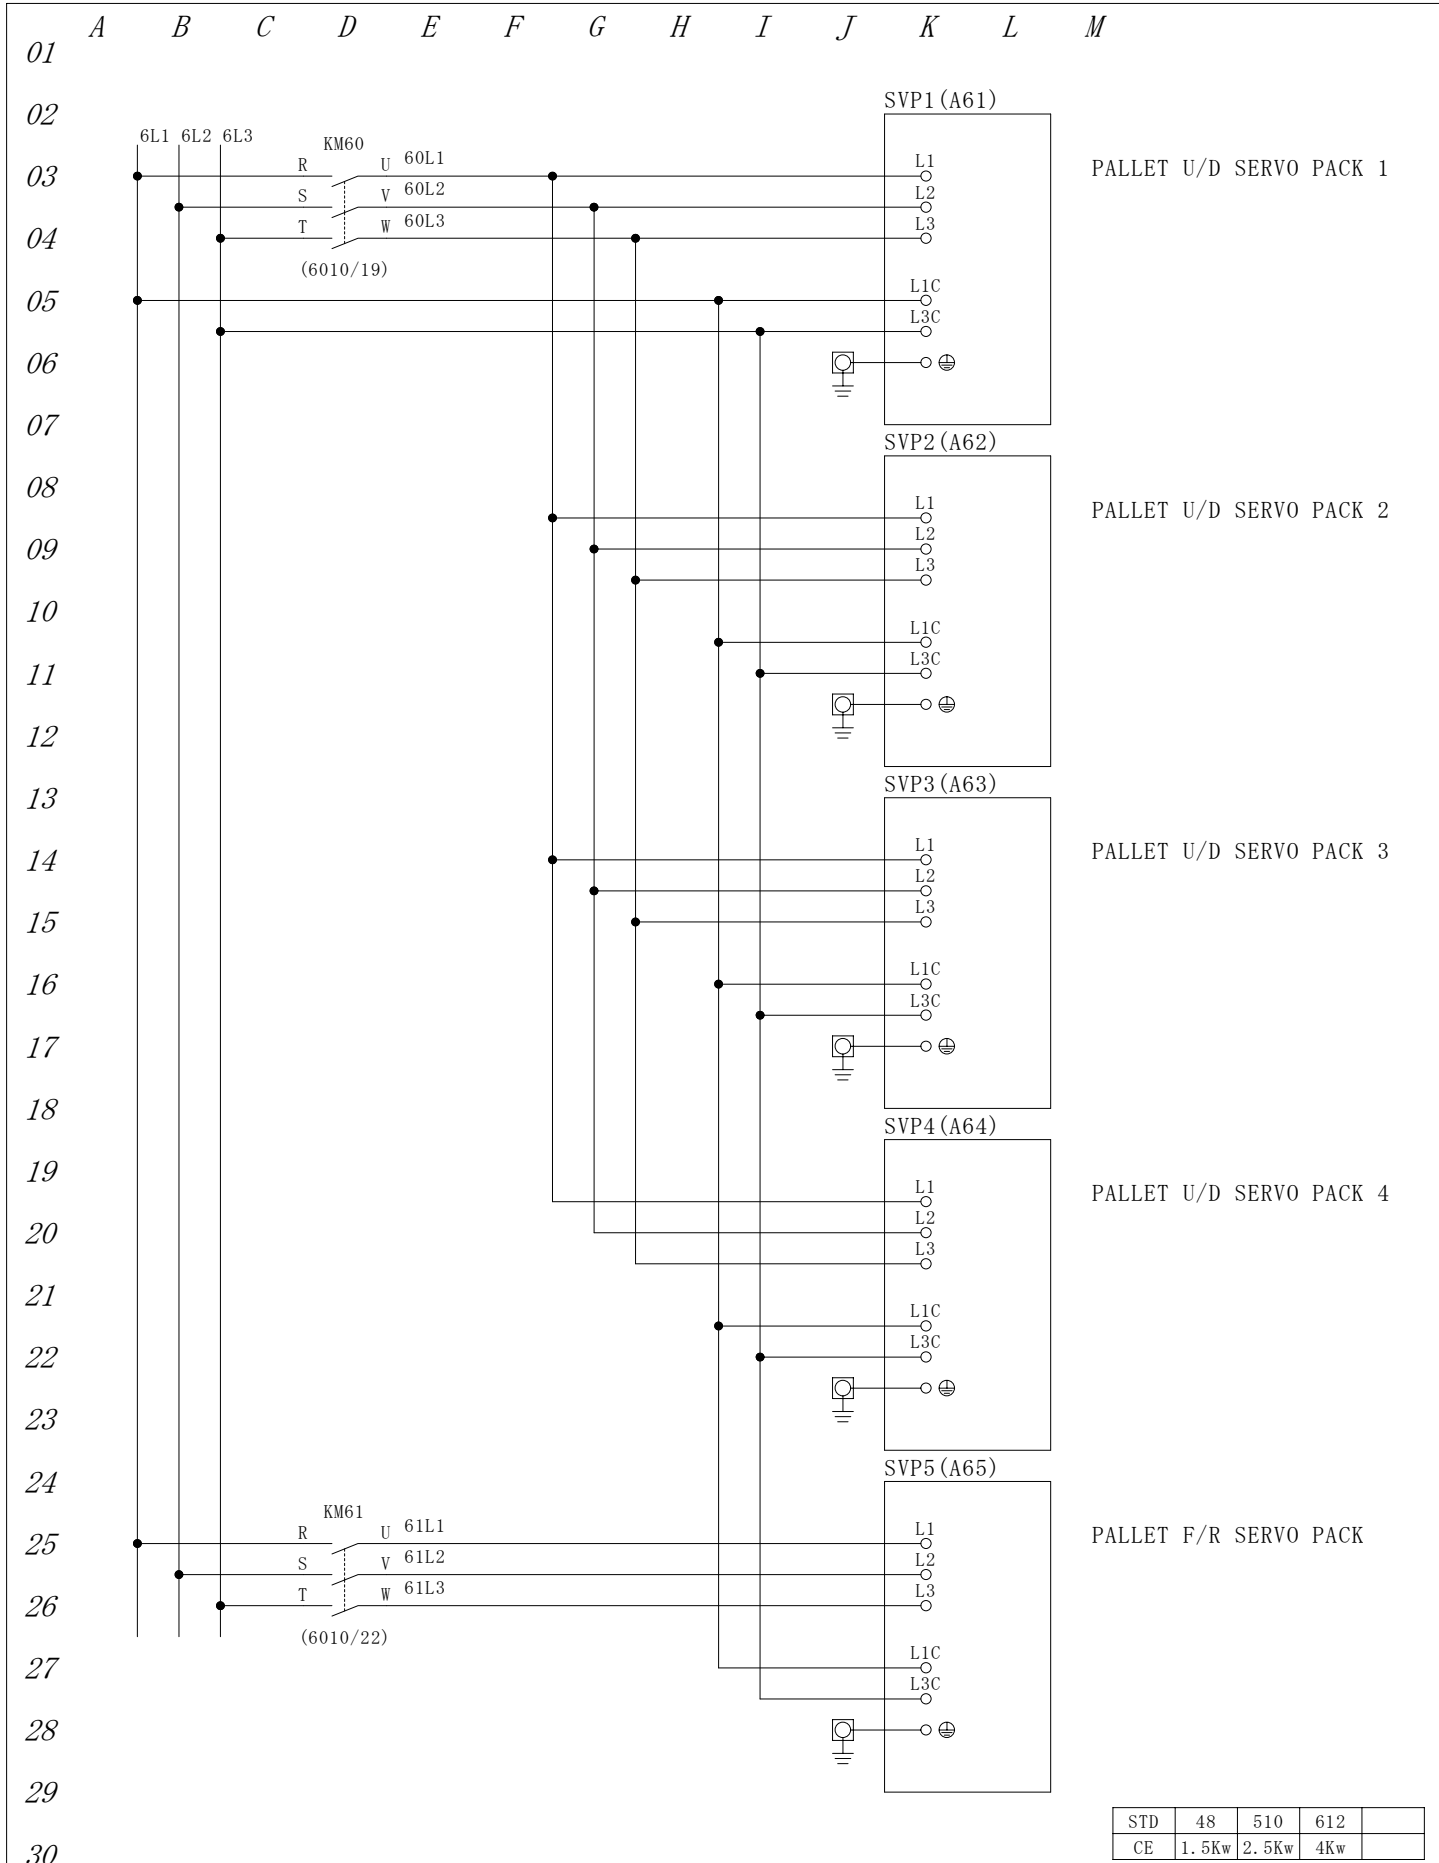 A B C D E F G H I J K L M
01
02
SVP1(A61)
6L1 6L2 6L3
KM60
R U 60L1 L1
03
PALLET U/D SERVO PACK 1
S V 60L2 L2
T W 60L3 L3
04
(6010/19)
L1C
05
L3C
06
07
SVP2(A62)
08
L1
PALLET U/D SERVO PACK 2
L2
09
L3
10
L1C
L3C
11
12
SVP3(A63)
13
L1
PALLET U/D SERVO PACK 3
14
L2
L3
15
L1C
16
L3C
17
18
SVP4(A64)
19
L1
PALLET U/D SERVO PACK 4
L2
20
L3
21
L1C
L3C
22
23
SVP5(A65)
24
KM61
R U 61L1 L1
25
PALLET F/R SERVO PACK
S V 61L2 L2
T W 61L3 L3
26
(6010/22)
L1C
27
L3C
28
29
STD 48 510 612
CE 1.5Kw 2.5Kw 4Kw
30